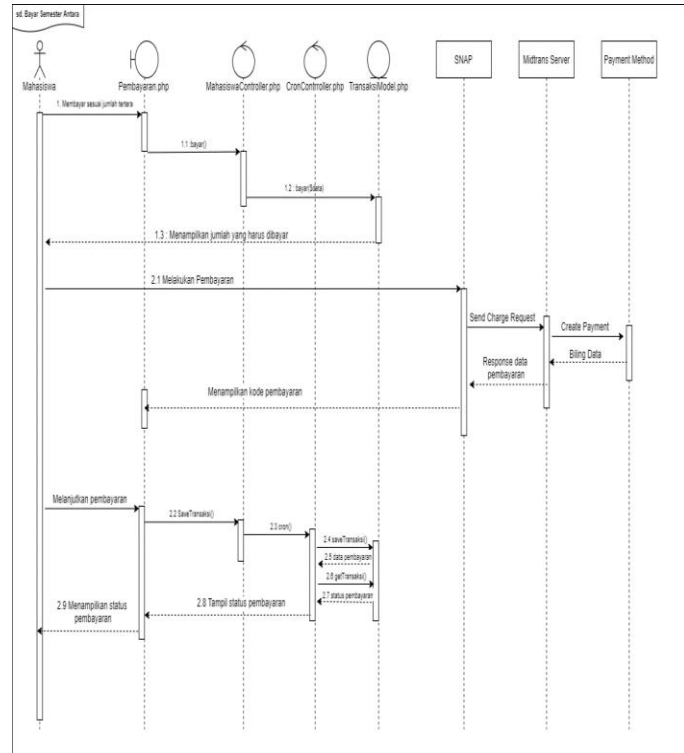 sd. Bayar Semester Antara
Mahasiswa
Pembayaran.php
MahasiswaController.php
CronContrroller.php
TransaksiModel.php
SNAP
Midtrans Server
Payment Method
1. Membayar sesuai jumlah tertera
1.1 :bayar()
1.2 : bayar($data)
1.3 : Menampilkan jumlah yang harus dibayar
2.1 Melakukan Pembayaran
Send Charge Request
Create Payment
Biling Data
Response data
pembayaran
Menampilkan kode pembayaran
Melanjutkan pembayaran
2.2 SaveTransaksi()
2.3 cron()
2.4 saveTransaksi()
2.5 data pembayaran
2.6 getTransaksi()
2.7 status pembayaran
2.8 Tampil status pembayaran
2.9 Menampilkan status
pembayaran